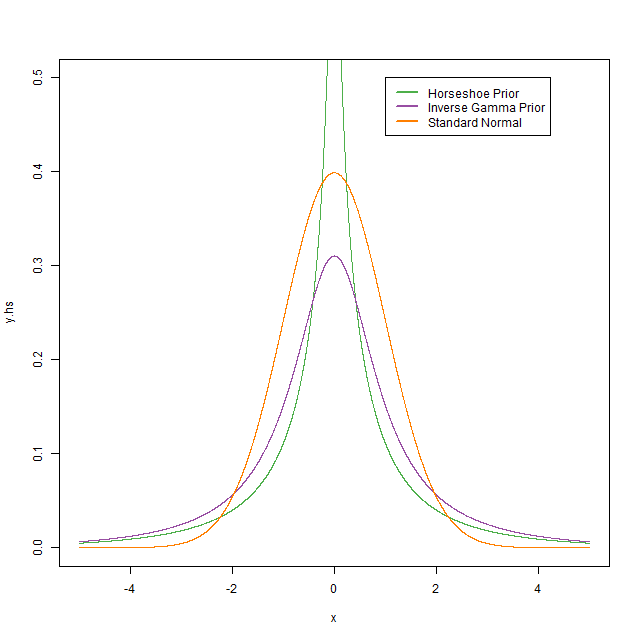 Horseshoe Prior
Inverse Gamma Prior
Standard Normal
0.5
0.4
0.3
0.2
0.1
0.0
y.hs
-4 -2 0 2 4
x